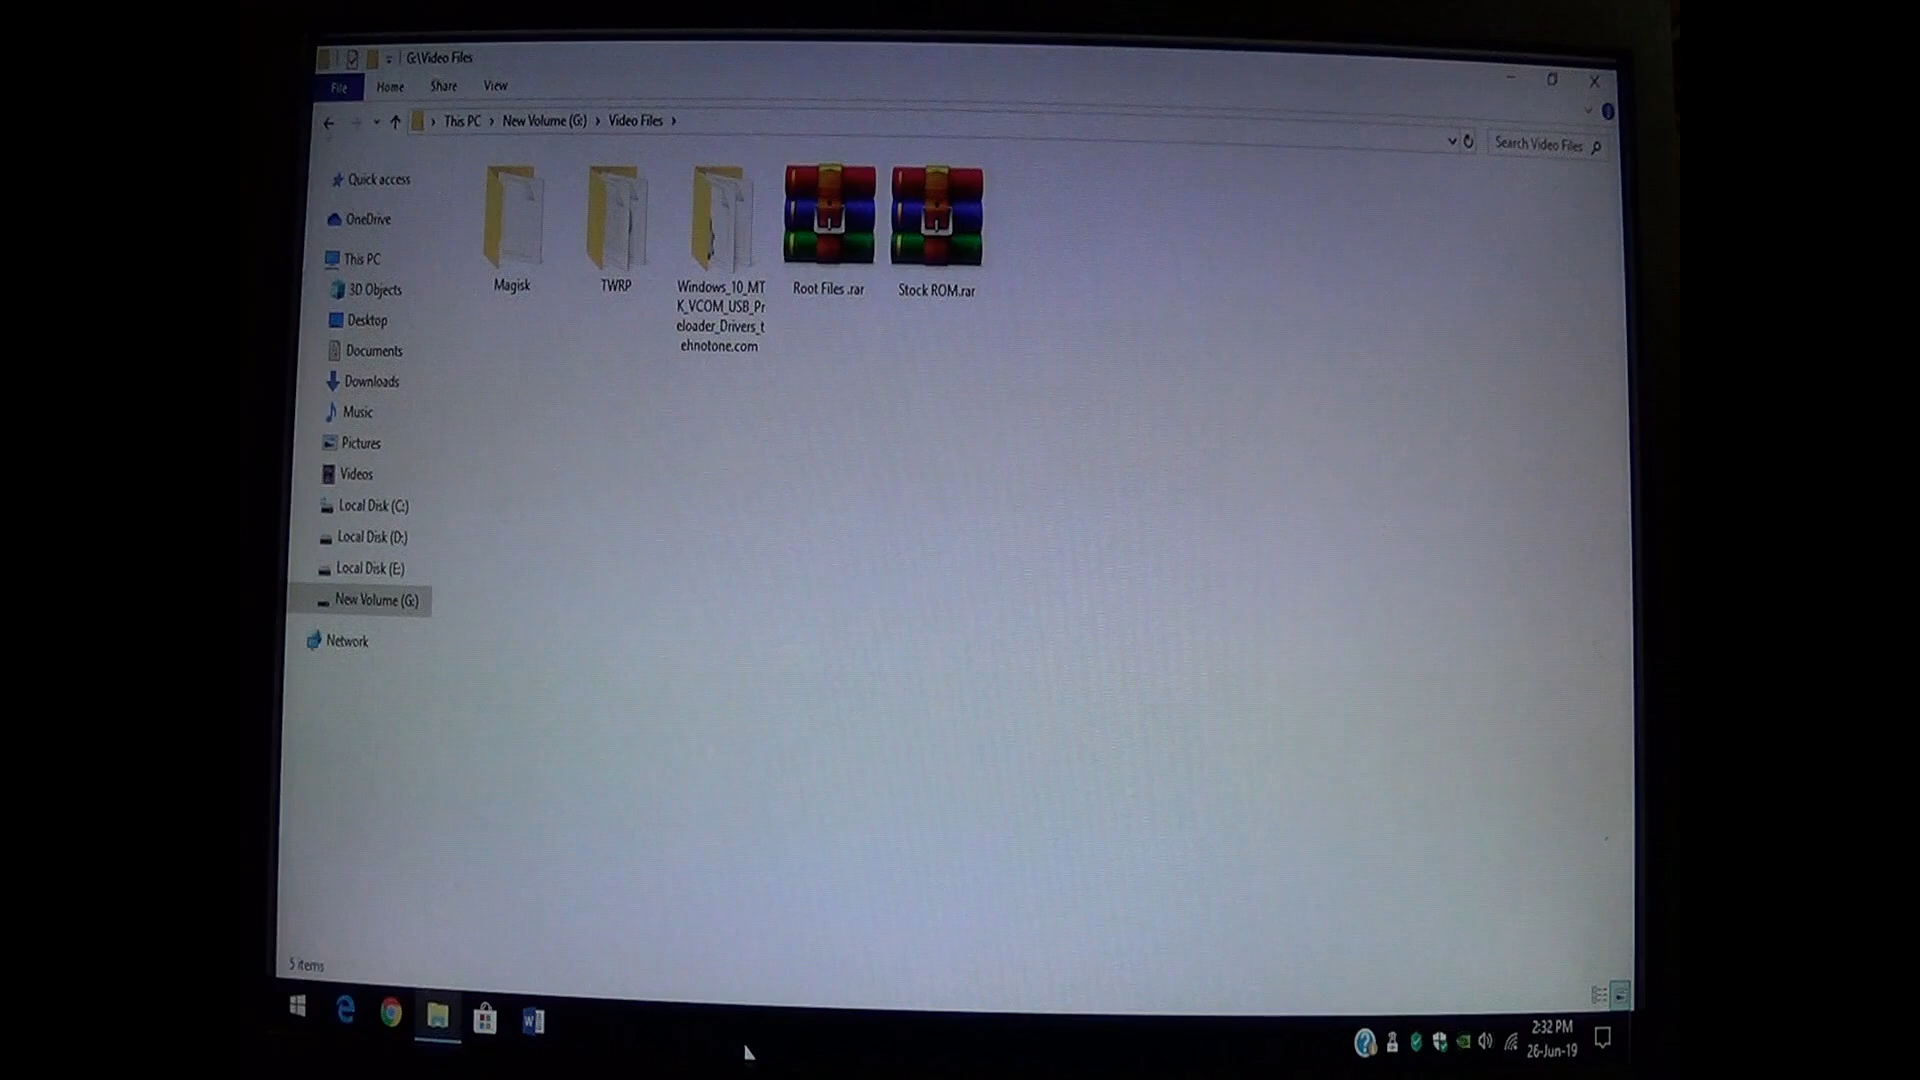 G:\Video Files
File Home Share View
This PC New Volume (G:) Video Files
Search Video Files
Quick access
OneDrive
This PC
3D Objects
Desktop
Documents
Downloads
Music
Pictures
Videos
Local Disk (C:)
Local Disk (D:)
Local Disk (E:)
New Volume (G:)
Network
Magisk
TWRP
Windows_10_MT
K_VCOM_USB_Pr
eloader_Drivers_t
ehnotone.com
Root Files .rar
Stock ROM.rar
5 items
2:32 PM
26-Jun-19